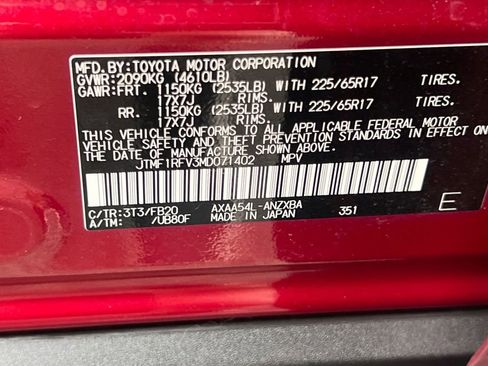 MFD.BY:TOYOTA MOTOR CORPORATION
GVWR:2090KG (4610LB)
GAWR:FRT. 1150KG (2535LB) WITH 225/65R17 TIRES.
17X7J RIMS.
RR. 1150KG (2535LB) WITH 225/65R17 TIRES.
17X7J RIMS.
THIS VEHICLE CONFORMS TO ALL APPLICABLE FEDERAL MOTOR
VEHICLE SAFETY AND THEFT PREVENTION STANDARDS IN EFFECT
ON THE DATE OF MANUFACTURE SHOWN ABOVE.
JTMF1RFV3MD071402 MPV
C/TR:3T3/FB20 AXAA54L-ANZXBA 351 E
A/TM: /UB80F MADE IN JAPAN